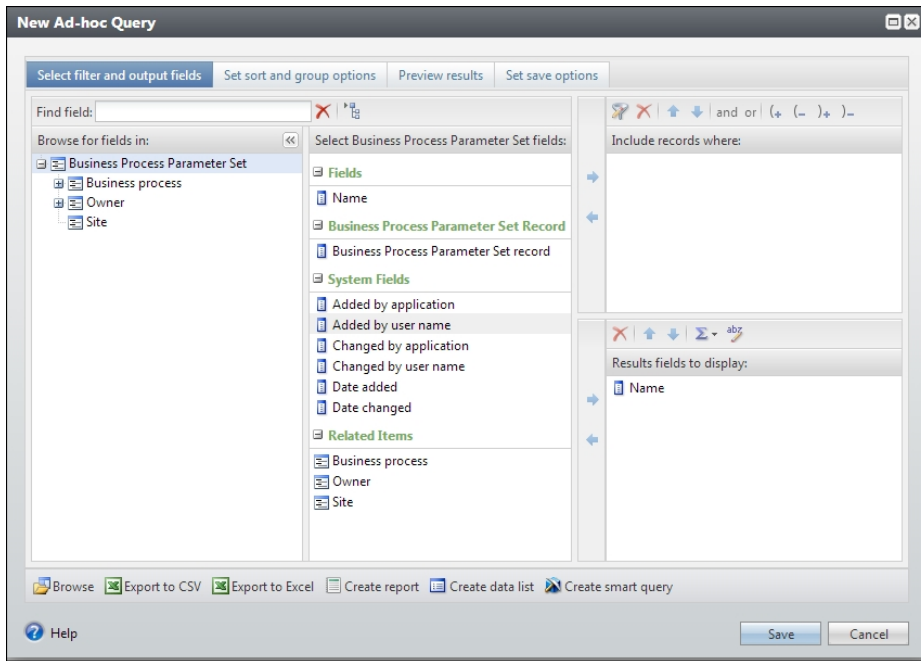 New Ad-hoc Query
Select filter and output fields
Set sort and group options
Preview results
Set save options
Find field:
Browse for fields in:
Business Process Parameter Set
Business process
Owner
Site
Select Business Process Parameter Set fields:
Fields
Name
Business Process Parameter Set Record
Business Process Parameter Set record
System Fields
Added by application
Added by user name
Changed by application
Changed by user name
Date added
Date changed
Related Items
Business process
Owner
Site
and or (+ (- )+ )-
Include records where:
Σ abz
Results fields to display:
Name
Browse Export to CSV Export to Excel Create report Create data list Create smart query
Help
Save Cancel